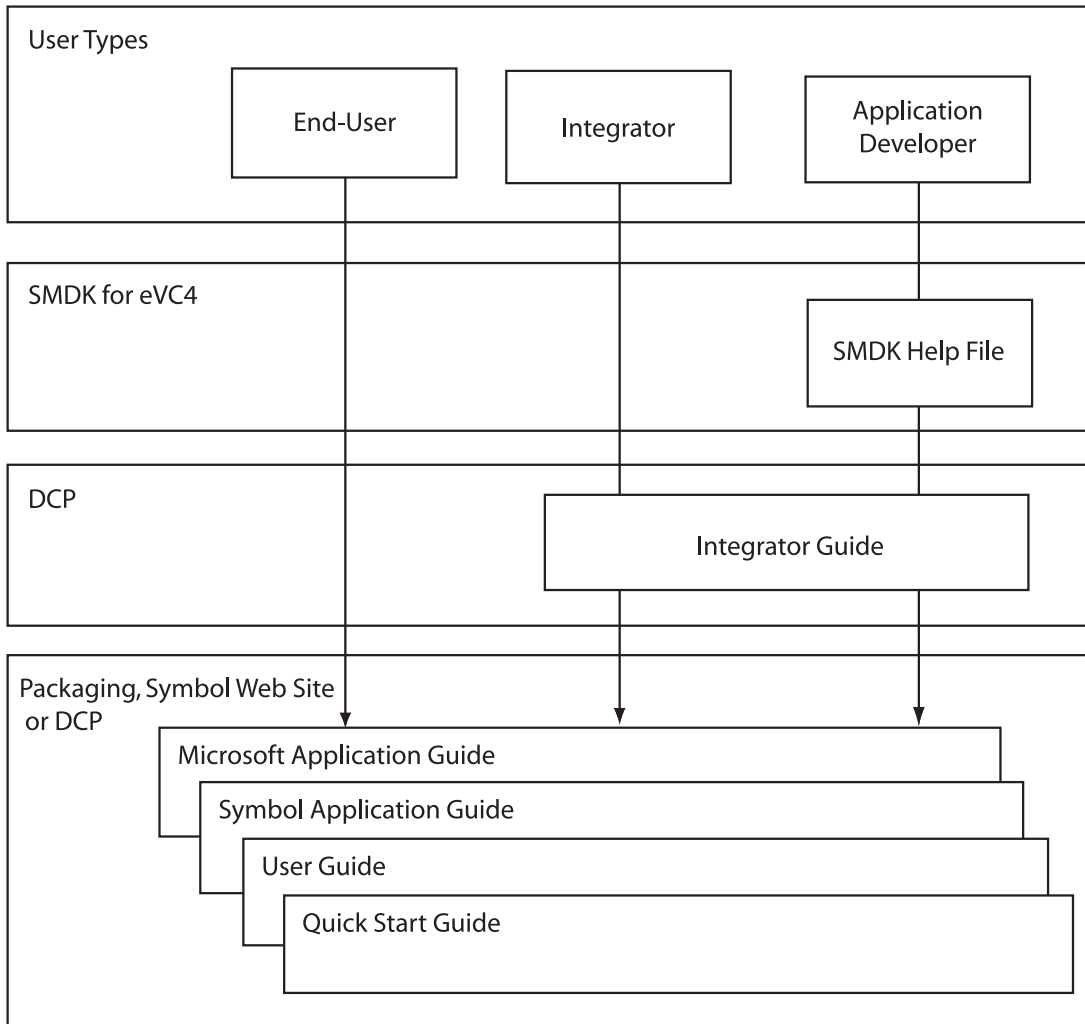 User Types
End-User
Integrator
Application
Developer
SMDK for eVC4
SMDK Help File
DCP
Integrator Guide
Packaging, Symbol Web Site
or DCP
Microsoft Application Guide
Symbol Application Guide
User Guide
Quick Start Guide